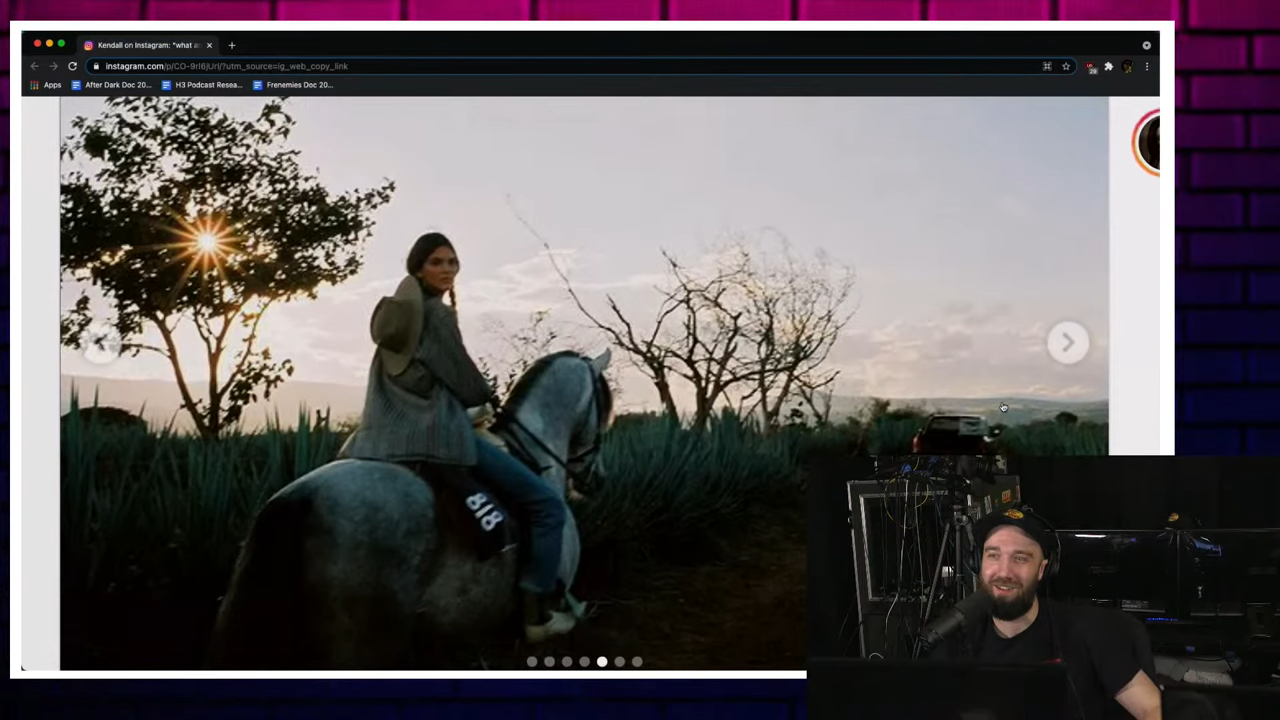 Kendall on Instagram: "what a
instagram.com/p/CO-9rI6jUrl/?utm_source=ig_web_copy_link
Apps
After Dark Doc 20...
H3 Podcast Resea...
Frenemies Doc 20...
818